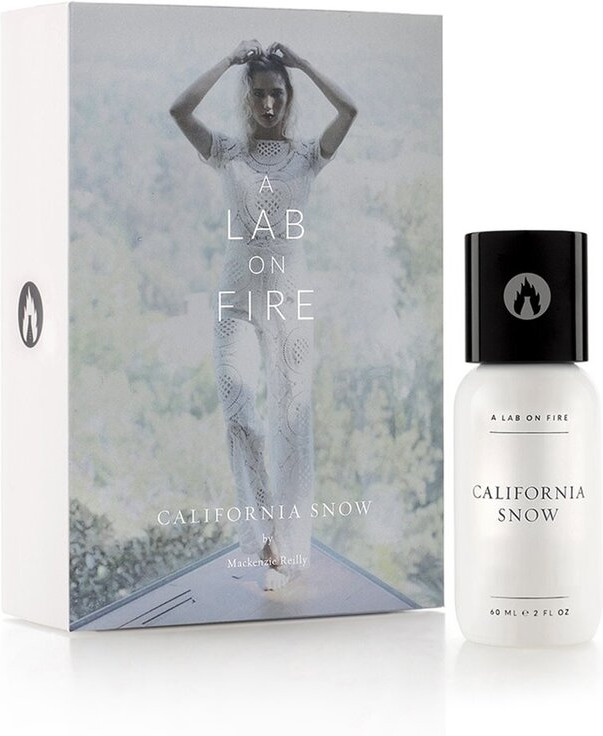 A
LAB
ON
FIRE
CALIFORNIA SNOW
by
Mackenzie Reilly
A LAB ON FIRE
CALIFORNIA
SNOW
60 ML ℮ 2 FL OZ